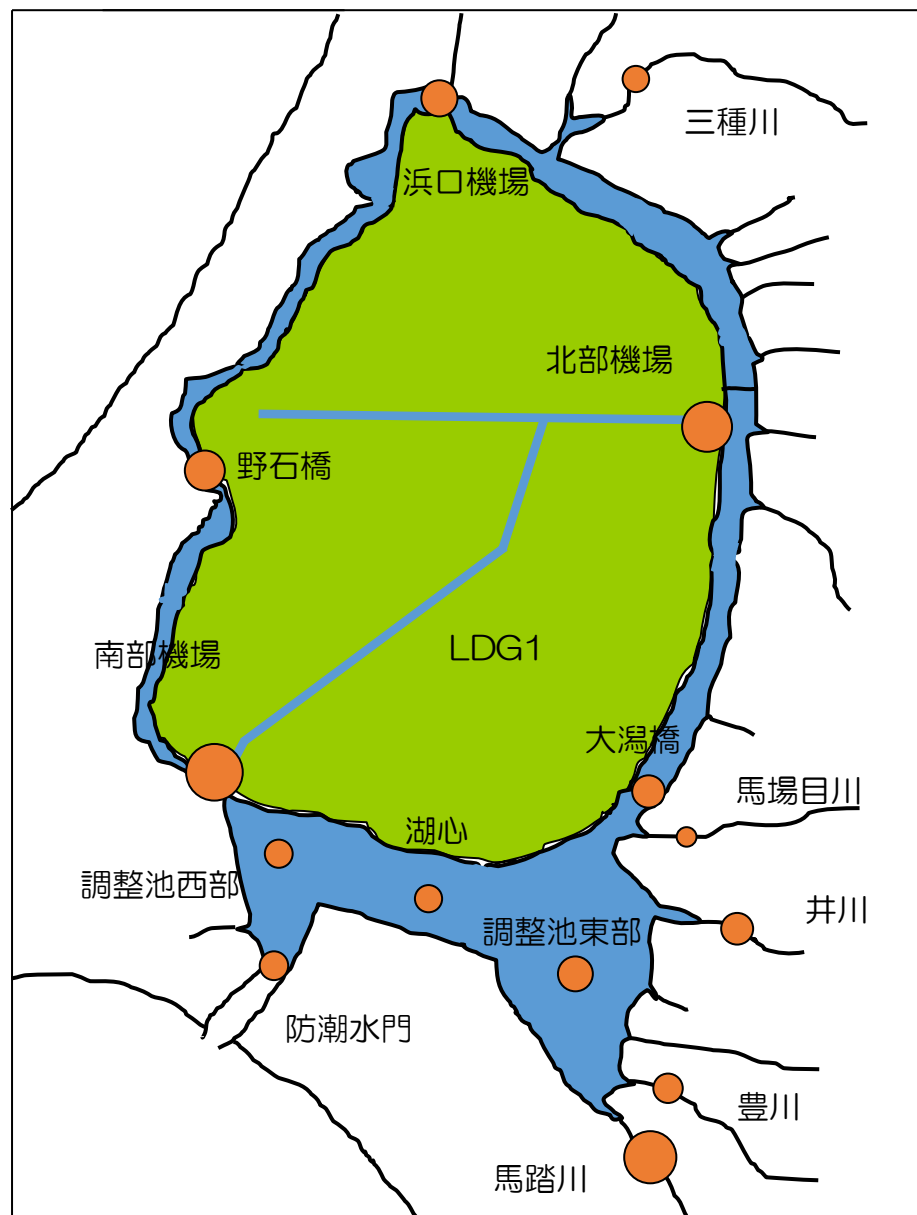 三種川
浜口機場
北部機場
野石橋
南部機場
LDG1
大潟橋
馬場目川
湖心
調整池西部
井川
調整池東部
防潮水門
豊川
馬踏川